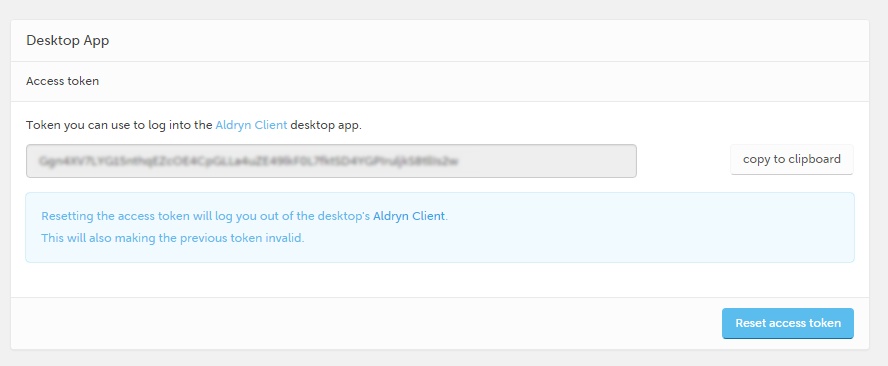 Desktop App
Access token
Token you can use to log into the Aldryn Client desktop app.
copy to clipboard
Resetting the access token will log you out of the desktop's Aldryn Client.
This will also making the previous token invalid.
Reset access token